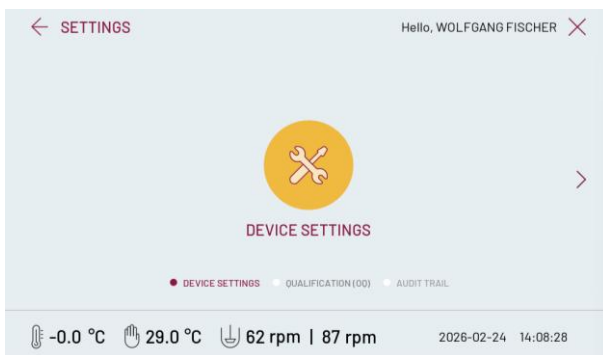 SETTINGS
Hello, WOLFGANG FISCHER
DEVICE SETTINGS
DEVICE SETTINGS QUALIFICATION (OQ) AUDIT TRAIL
-0.0 °C 29.0 °C 62 rpm | 87 rpm 2026-02-24 14:08:28